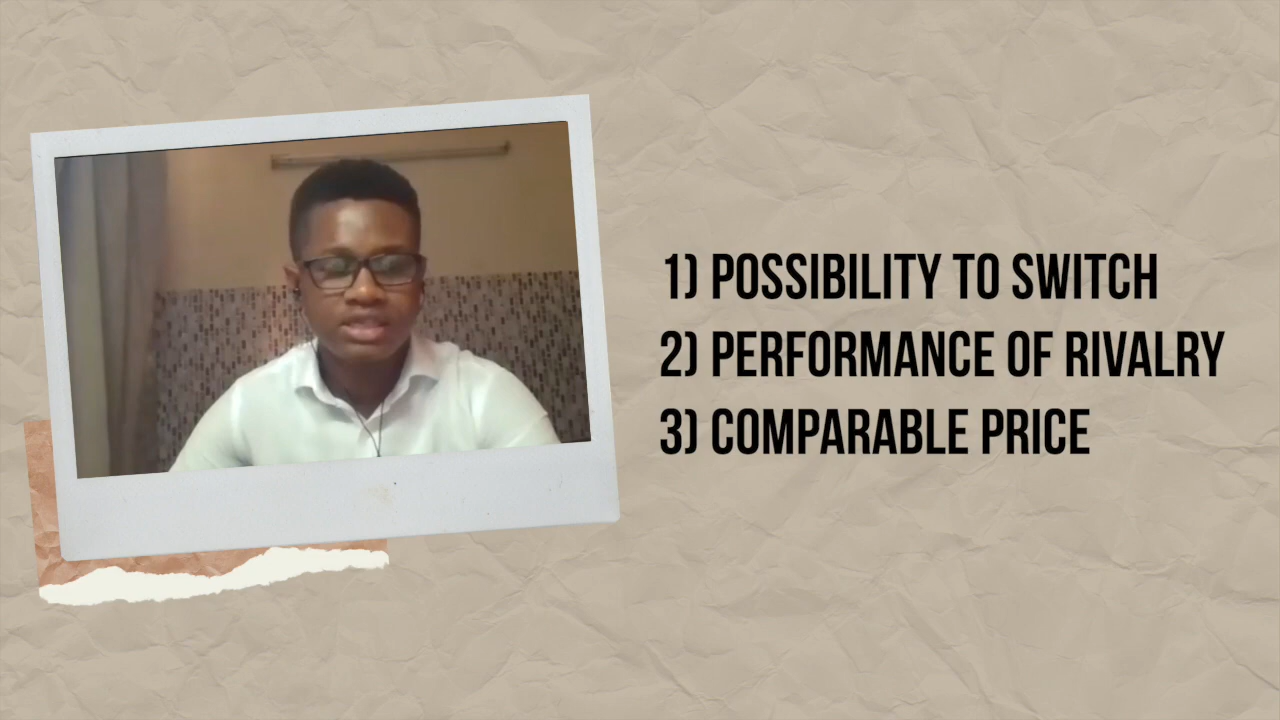 1) POSSIBILITY TO SWITCH
2) PERFORMANCE OF RIVALRY
3) COMPARABLE PRICE